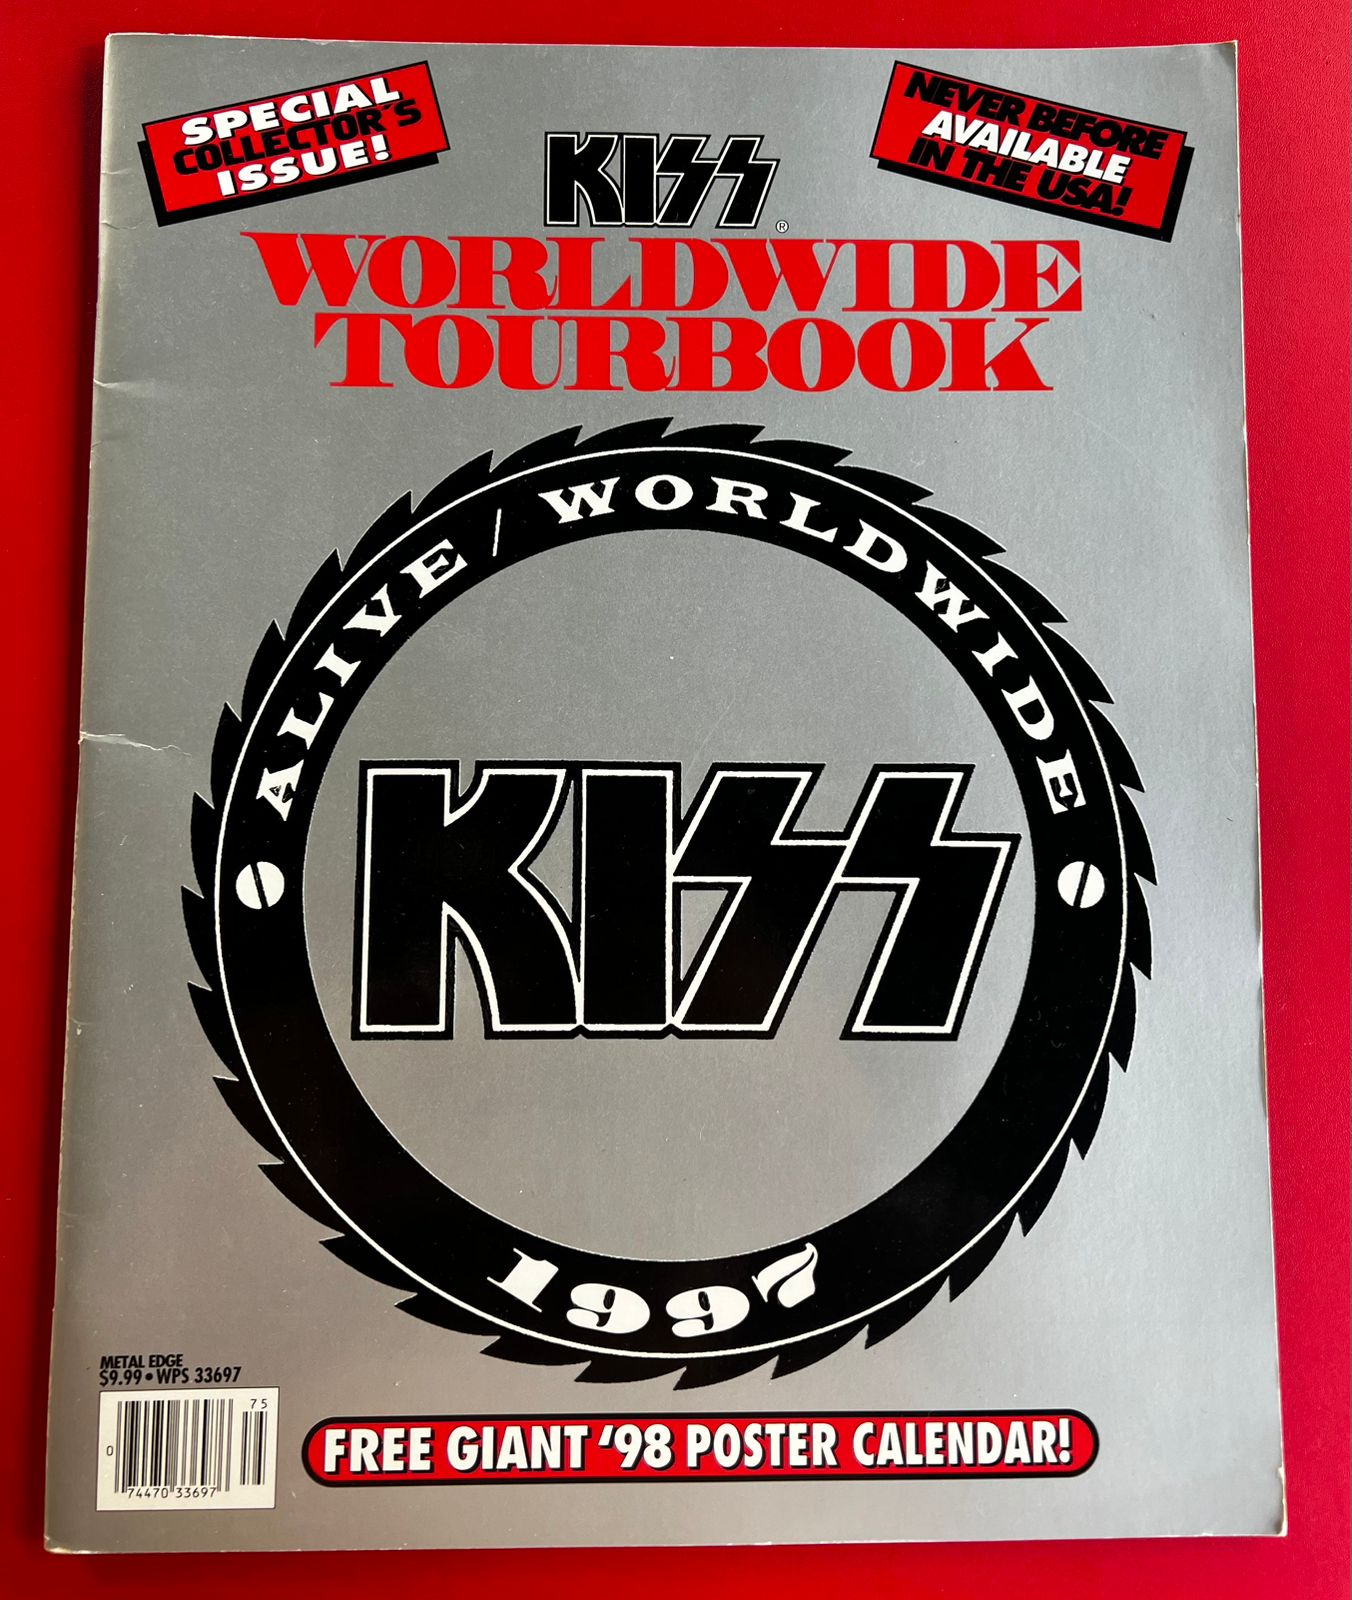 SPECIAL
COLLECTOR'S
ISSUE!
NEVER BEFORE
AVAILABLE
IN THE USA!
KISS®
WORLDWIDE
TOURBOOK
ALIVE/WORLDWIDE
KISS
1997
METAL EDGE
$9.99 • WPS 33697
75
0 74470 33697
FREE GIANT '98 POSTER CALENDAR!